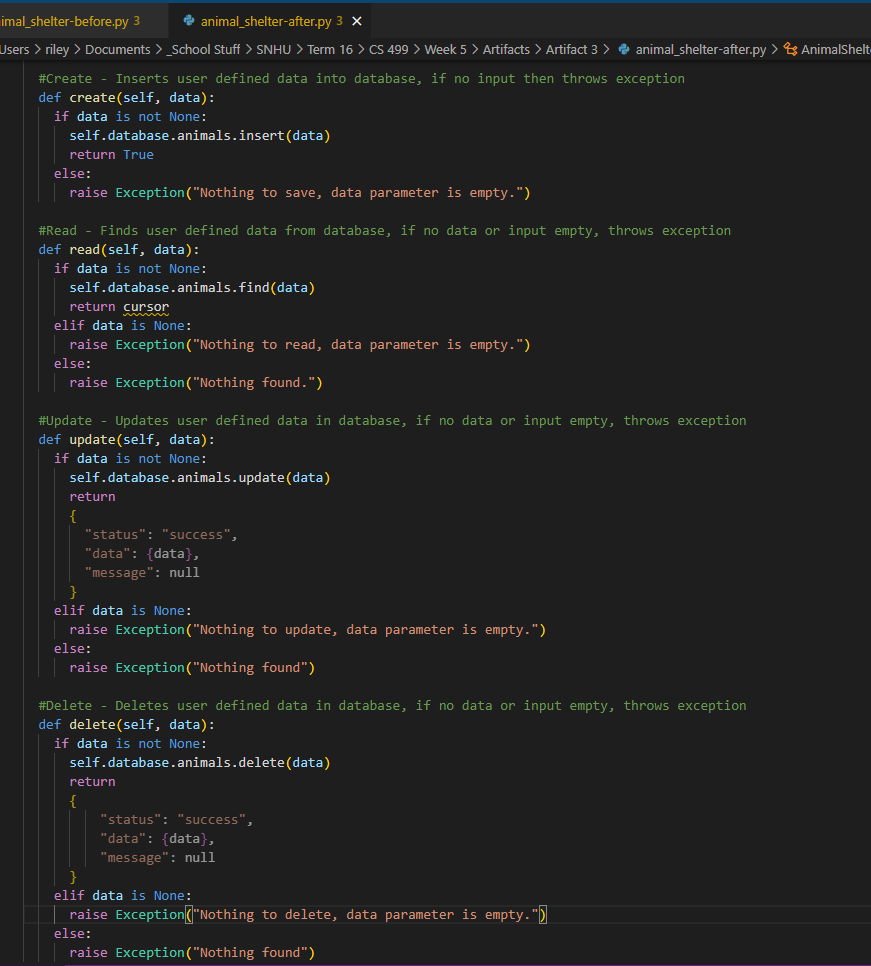 imal_shelter-before.py 3
animal_shelter-after.py 3 ×
Users > riley > Documents > _School Stuff > SNHU > Term 16 > CS 499 > Week 5 > Artifacts > Artifact 3 > animal_shelter-after.py > AnimalShelt
#Create - Inserts user defined data into database, if no input then throws exception
def create(self, data):
if data is not None:
self.database.animals.insert(data)
return True
else:
raise Exception("Nothing to save, data parameter is empty.")
#Read - Finds user defined data from database, if no data or input empty, throws exception
def read(self, data):
if data is not None:
self.database.animals.find(data)
return cursor
elif data is None:
raise Exception("Nothing to read, data parameter is empty.")
else:
raise Exception("Nothing found.")
#Update - Updates user defined data in database, if no data or input empty, throws exception
def update(self, data):
if data is not None:
self.database.animals.update(data)
return
{
"status": "success",
"data": {data},
"message": null
}
elif data is None:
raise Exception("Nothing to update, data parameter is empty.")
else:
raise Exception("Nothing found")
#Delete - Deletes user defined data in database, if no data or input empty, throws exception
def delete(self, data):
if data is not None:
self.database.animals.delete(data)
return
{
"status": "success",
"data": {data},
"message": null
}
elif data is None:
raise Exception("Nothing to delete, data parameter is empty.")
else:
raise Exception("Nothing found")